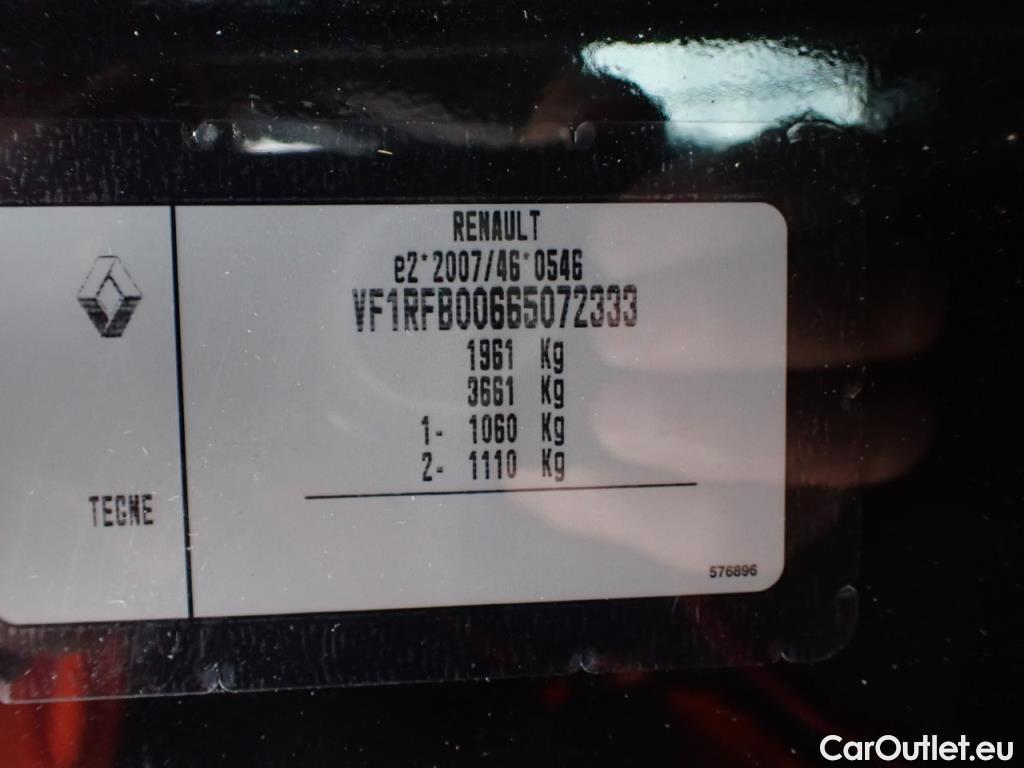 RENAULT
e2*2007/46*0546
VF1RFB00665072333
1961 Kg
3661 Kg
1- 1060 Kg
2- 1110 Kg
TECNE
576896
CarOutlet.eu